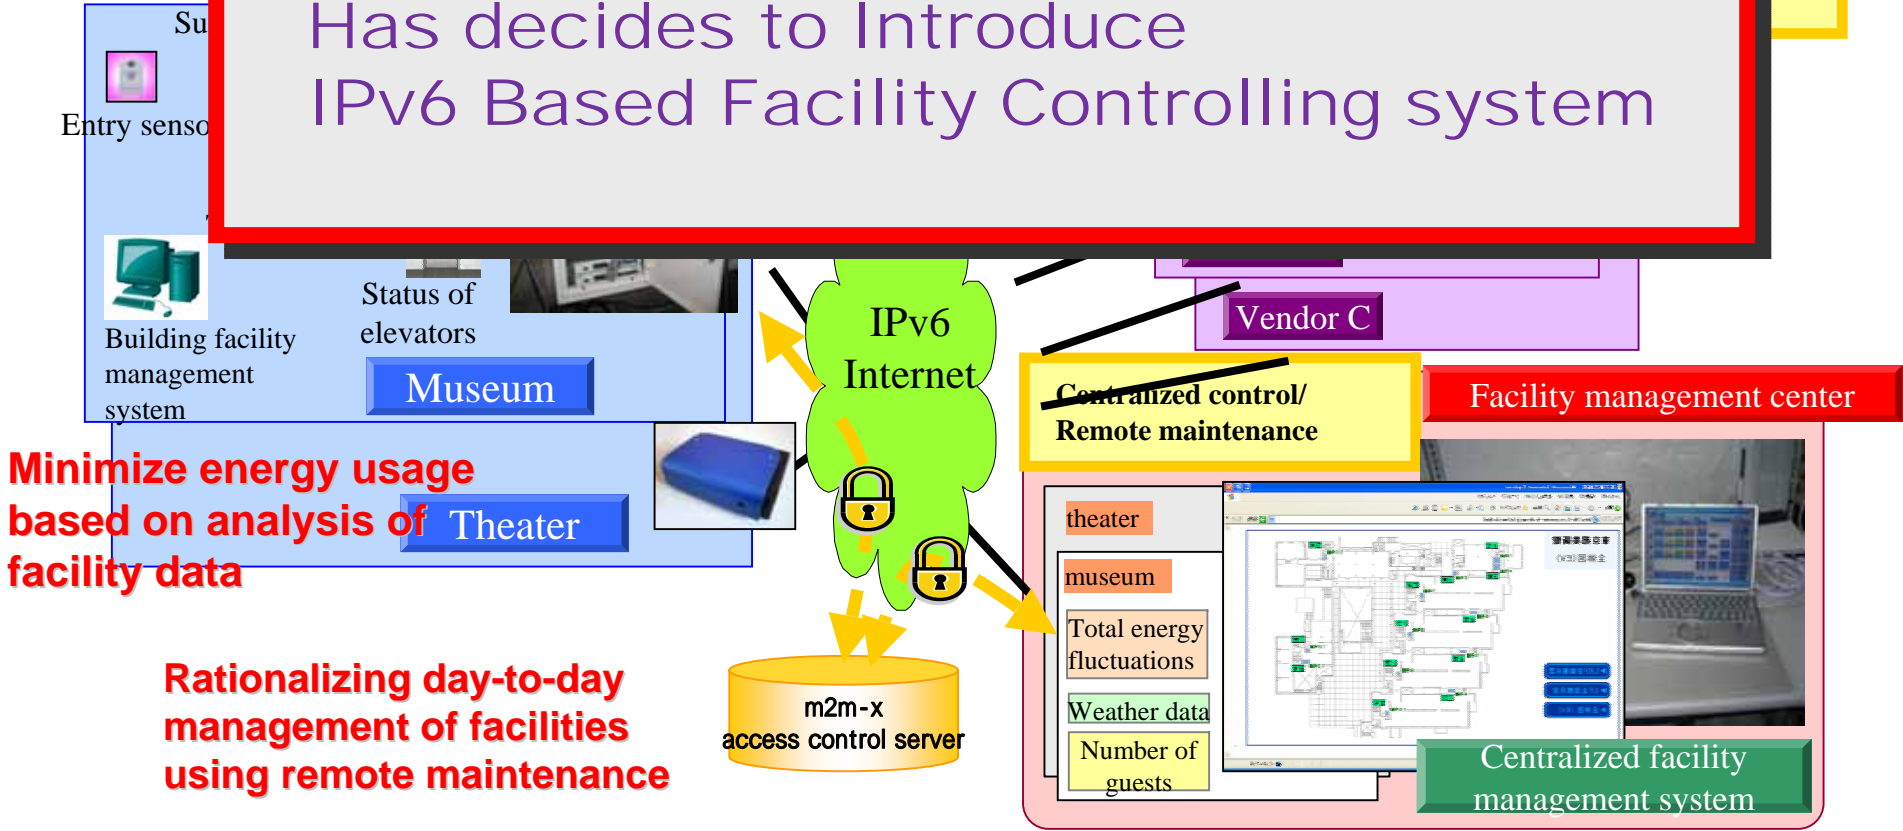 Has decides to Introduce
IPv6 Based Facility Controlling system
Su
Entry senso
Building facility
management
system
Status of
elevators
Museum
Theater
Minimize energy usage
based on analysis of
facility data
Rationalizing day-to-day
management of facilities
using remote maintenance
IPv6
Internet
m2m-x
access control server
Vendor C
Centralized control/
Remote maintenance
Facility management center
theater
museum
Total energy
fluctuations
Weather data
Number of
guests
Centralized facility
management system